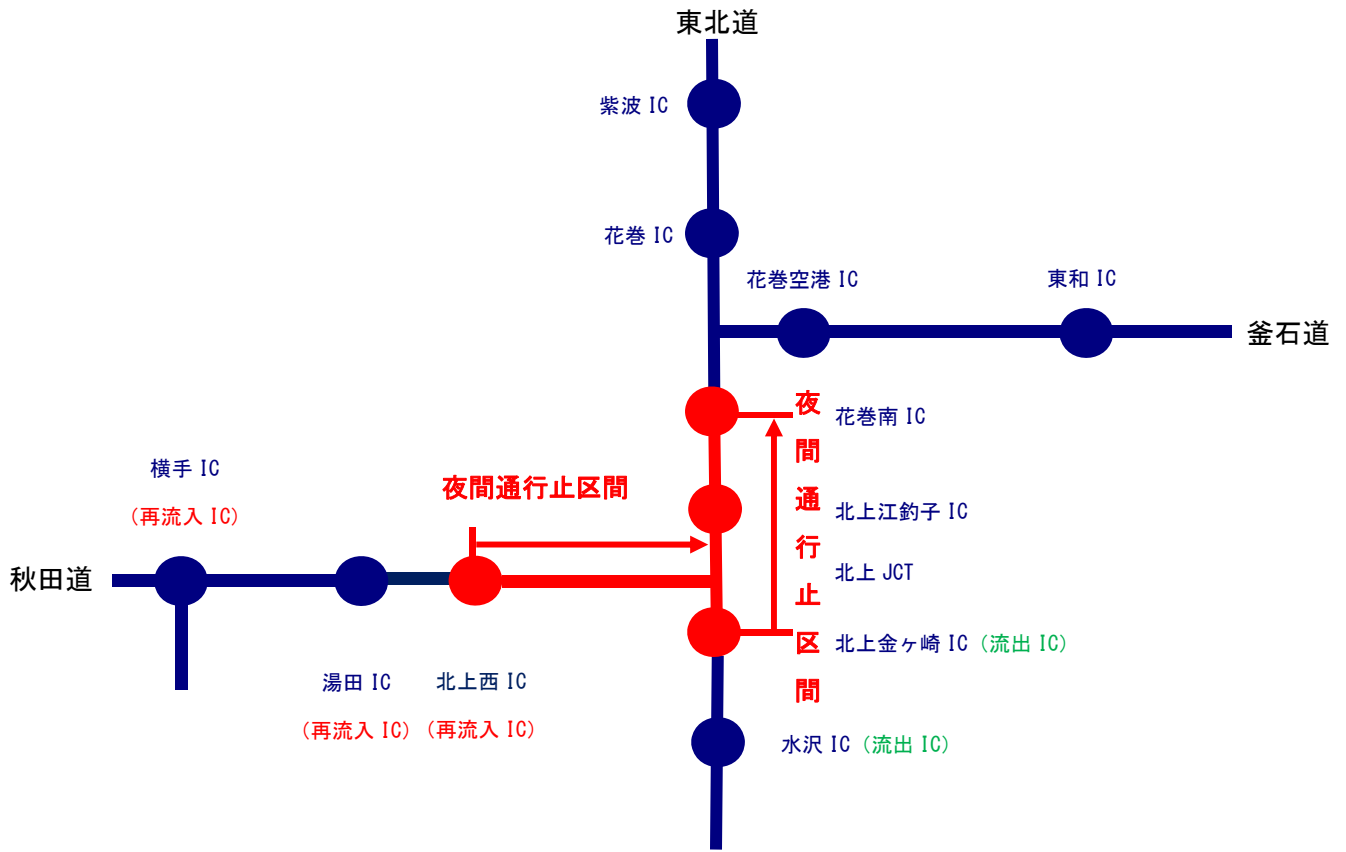 東北道
紫波 IC
花巻 IC
花巻空港 IC
東和 IC
釜石道
夜間通行止区間
花巻南 IC
北上江釣子 IC
北上 JCT
北上金ヶ崎 IC (流出 IC)
水沢 IC (流出 IC)
夜間通行止区間
横手 IC
(再流入 IC)
秋田道
湯田 IC
(再流入 IC)
北上西 IC
(再流入 IC)